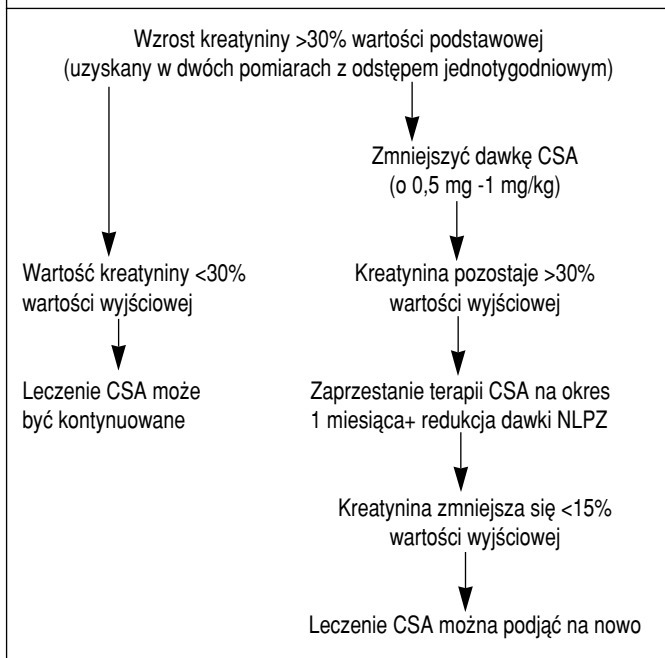 Wzrost kreatyniny >30% wartości podstawowej
(uzyskany w dwóch pomiarach z odstępem jednotygodniowym)
Zmniejszyć dawkę CSA
(o 0,5 mg -1 mg/kg)
Wartość kreatyniny <30%
wartości wyjściowej
Kreatynina pozostaje >30%
wartości wyjściowej
Leczenie CSA może
być kontynuowane
Zaprzestanie terapii CSA na okres
1 miesiąca+ redukcja dawki NLPZ
Kreatynina zmniejsza się <15%
wartości wyjściowej
Leczenie CSA można podjąć na nowo